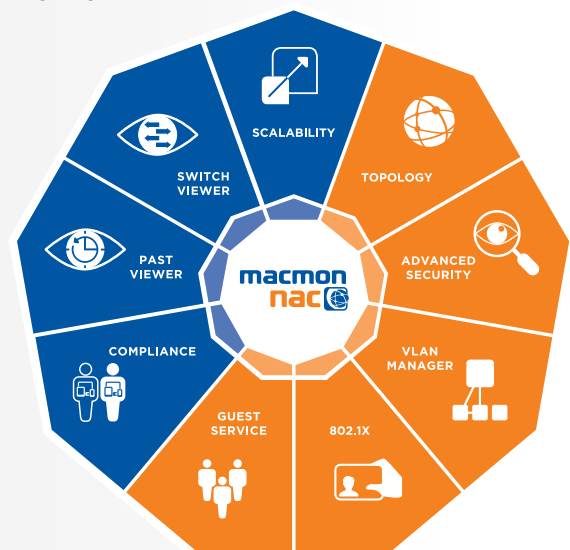 SCALABILITY
TOPOLOGY
ADVANCED
SECURITY
VLAN
MANAGER
802.1X
GUEST
SERVICE
COMPLIANCE
PAST
VIEWER
SWITCH
VIEWER
macmon
nac